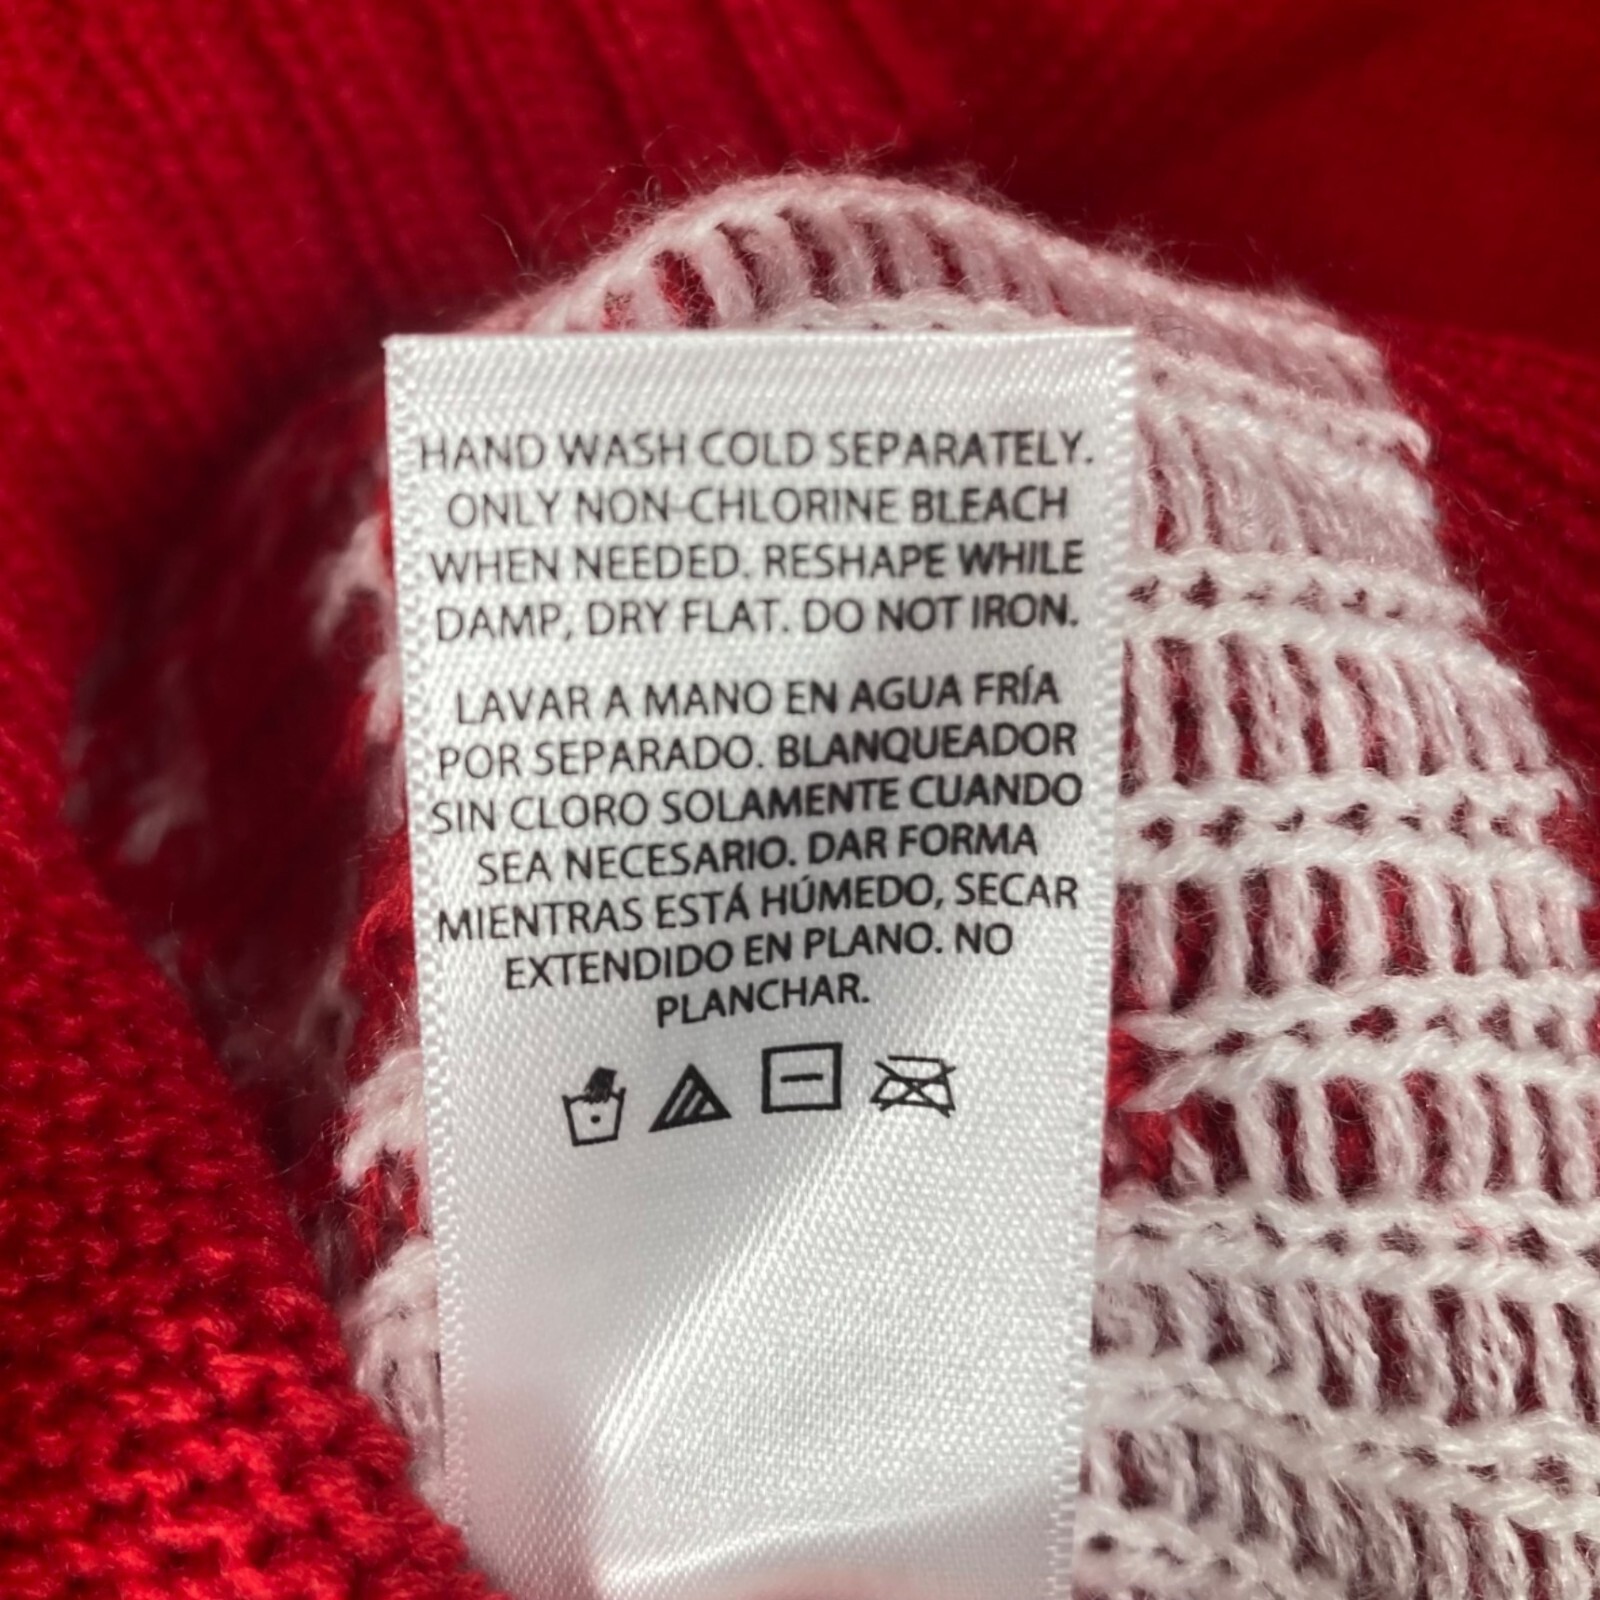 HAND WASH COLD SEPARATELY.
ONLY NON-CHLORINE BLEACH
WHEN NEEDED. RESHAPE WHILE
DAMP, DRY FLAT. DO NOT IRON.
LAVAR A MANO EN AGUA FRÍA
POR SEPARADO. BLANQUEADOR
SIN CLORO SOLAMENTE CUANDO
SEA NECESARIO. DAR FORMA
MIENTRAS ESTÁ HÚMEDO, SECAR
EXTENDIDO EN PLANO. NO
PLANCHAR.